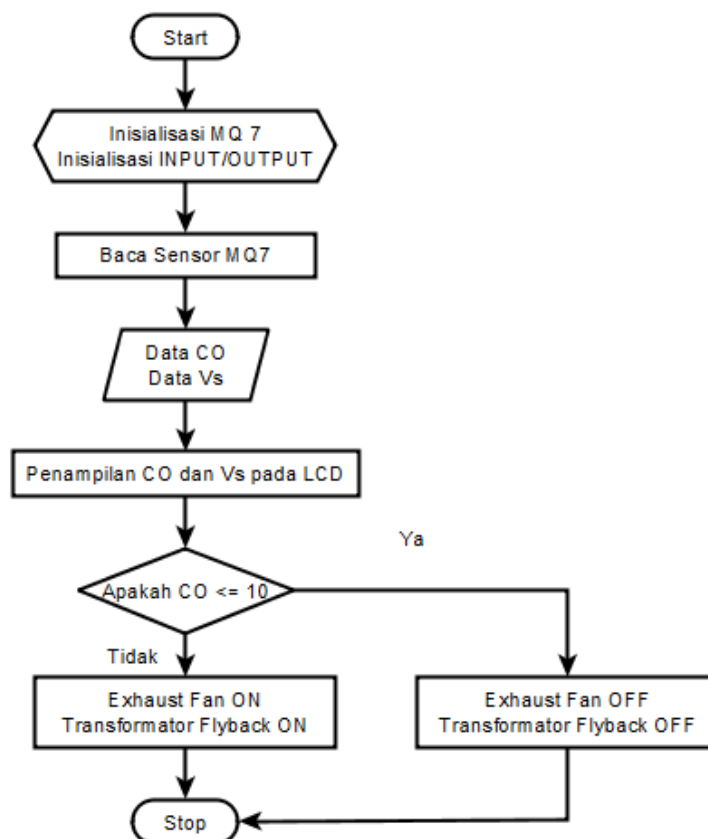 Start
Inisialisasi MQ 7
Inisialisasi INPUT/OUTPUT
Baca Sensor MQ7
Data CO
Data Vs
Penampilan CO dan Vs pada LCD
Ya
Apakah CO <= 10
Tidak
Exhaust Fan ON
Transformator Flyback ON
Exhaust Fan OFF
Transformator Flyback OFF
Stop